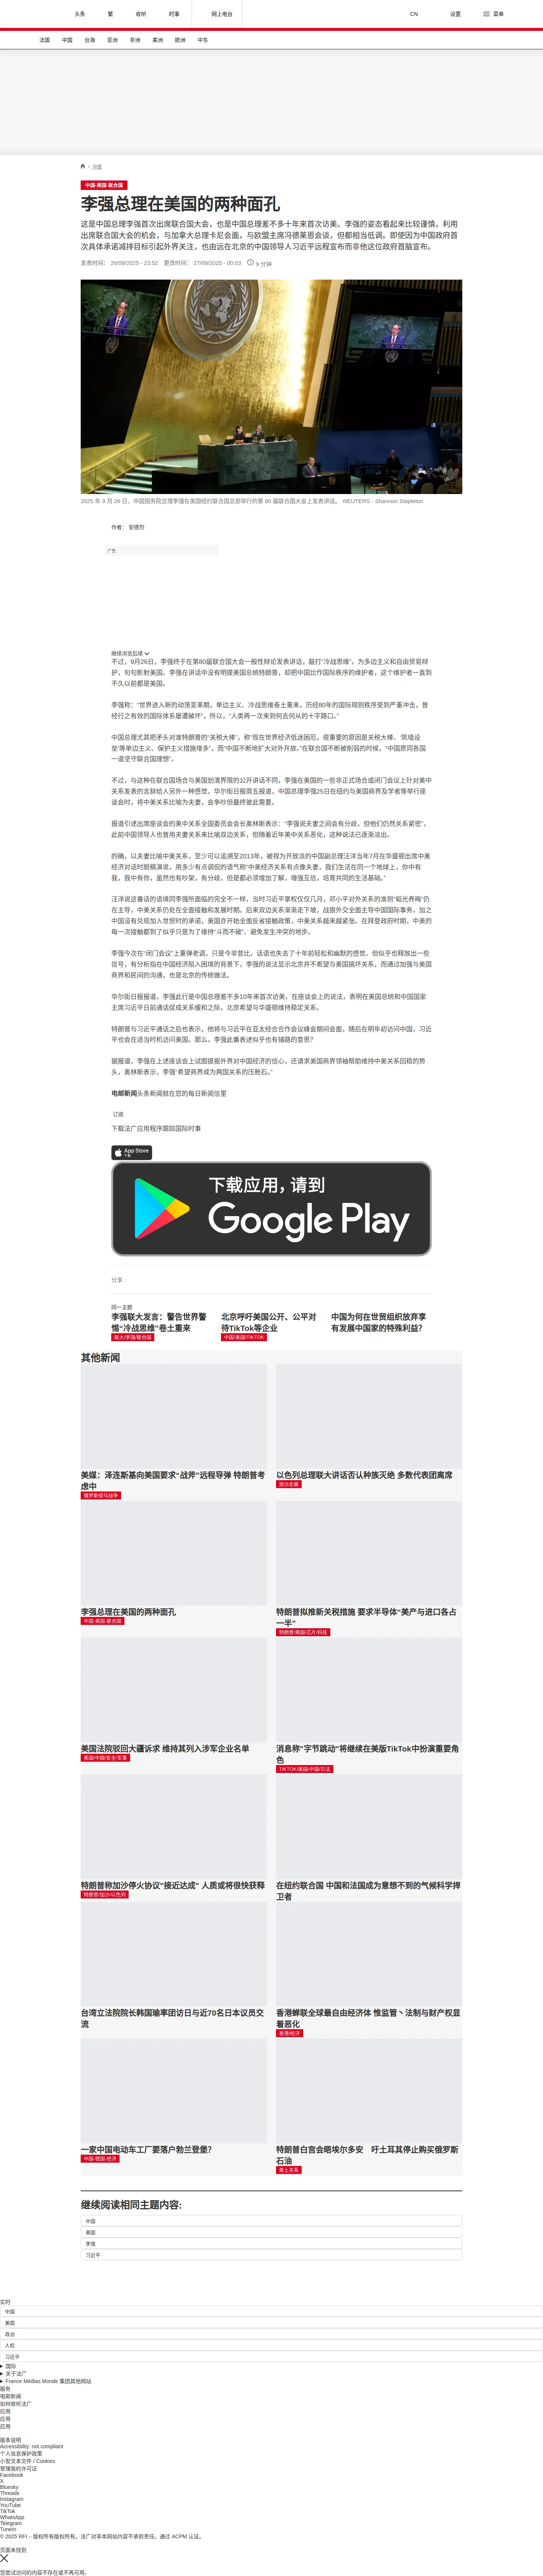 头条
繁
收听
时事
网上电台
CN
设置
菜单
法国
中国
台海
亚洲
非洲
美洲
欧洲
中东
/ 法国
中国-美国-联合国
李强总理在美国的两种面孔
这是中国总理李强首次出席联合国大会，也是中国总理差不多十年来首次访美。李强的姿态看起来比较谨慎，利用
出席联合国大会的机会，与加拿大总理卡尼会面，与欧盟主席冯德莱恩会谈，但都相当低调。即使因为中国政府首
次具体承诺减排目标引起外界关注，也由远在北京的中国领导人习近平远程宣布而非他这位政府首脑宣布。
发表时间： 26/09/2025 - 23:52 更改时间： 27/09/2025 - 00:03 9 分钟
2025 年 9 月 26 日，中国国务院总理李强在美国纽约联合国总部举行的第 80 届联合国大会上发表讲话。 REUTERS - Shannon Stapleton
作者： 安德烈
广告
继续浏览后续
不过，9月26日，李强终于在第80届联合国大会一般性辩论发表讲话，敲打“冷战思维”，为多边主义和自由贸易辩
护，句句影射美国。李强在讲话中没有明提美国总统特朗普，却把中国比作国际秩序的维护者，这个维护者一直到
不久以前都是美国。
李强称：“世界进入新的动荡变革期，单边主义、冷战思维卷土重来，历经80年的国际规则秩序受到严重冲击，曾
经行之有效的国际体系屡遭破坏”，所以，“人类再一次来到何去何从的十字路口。”
中国总理尤其把矛头对准特朗普的“关税大棒”，称“现在世界经济低迷困厄，很重要的原因是关税大棒、‘筑墙设
垒’等单边主义、保护主义措施增多”，而“中国不断地扩大对外开放。”在联合国不断被削弱的时候，“中国愿同各国
一道坚守联合国理想”。
不过，与这种在联合国场合与美国划清界限的公开讲话不同，李强在美国的一些非正式场合或闭门会议上针对美中
关系发表的言辞给人另外一种感觉，华尔街日报周五报道，中国总理李强25日在纽约与美国商界及学者等举行座
谈会时，将中美关系比喻为夫妻，会争吵但最终彼此需要。
报道引述出席座谈会的美中关系全国委员会会长奥林斯表示：“李强说夫妻之间会有分歧，但他们仍然关系紧密”，
此前中国领导人也曾用夫妻关系来比喻双边关系，但随着近年美中关系恶化，这种说法已逐渐淡出。
的确，以夫妻比喻中美关系，至少可以追溯至2013年，被视为开放派的中国副总理汪洋当年7月在华盛顿出席中美
经济对话时脱稿演说，用多少有点调侃的语气称“中美经济关系有点像夫妻，我们生活在同一个地球上，你中有
我，我中有你，虽然也有吵架，有分歧，但是都必须增加了解，增强互信，培育共同的生活基础。”
汪洋说这番话的语境同李强所面临的完全不一样，当时习近平掌权仅仅几月，邓小平对外关系的准则“韬光养晦”仍
在主导，中美关系仍处在全面接触和发展时期。后来双边关系渐渐走下坡，战狼外交全面主导中国国际事务，加之
中国没有兑现加入世贸时的承诺，美国亦开始全面反省接触政策，中美关系越来越紧张。在拜登政府时期，中美的
每一次接触都到了似乎只是为了维持“斗而不破”、避免发生冲突的地步。
李强今次在“闭门会议”上重弹老调，只是今非昔比，话语也失去了十年前轻松和幽默的感觉。但似乎也释放出一些
信号，有分析指在中国经济陷入困境的背景下，李强的说法显示北京并不希望与美国搞坏关系，而通过加强与美国
商界和民间的沟通，也是北京的传统做法。
华尔街日报报道，李强此行是中国总理差不多10年来首次访美，在座谈会上的说法，表明在美国总统和中国国家
主席习近平日前通话促成关系缓和之际，北京希望与华盛顿维持稳定关系。
特朗普与习近平通话之后也表示，他将与习近平在亚太经合合作会议峰会期间会面，随后在明年初访问中国，习近
平也会在适当时机访问美国。那么，李强此番表述似乎也有铺路的意思？
据报道，李强在上述座谈会上试图提振外界对中国经济的信心，还请求美国商界领袖帮助维持中美关系回稳的势
头，奥林斯表示，李强“希望商界成为两国关系的压舱石。”
电邮新闻头条新闻就在您的每日新闻信里
订阅
下载法广应用程序跟踪国际时事
App Store
下载
下载应用，请到
Google Play
分享 :
同一主题
李强联大发言：警告世界警
惕“冷战思维”卷土重来
联大/李强/联合国
北京呼吁美国公开、公平对
待TikTok等企业
中国/美国/TIKTOK
中国为何在世贸组织放弃享
有发展中国家的特殊利益？
其他新闻
美媒：泽连斯基向美国要求“战斧”远程导弹 特朗普考
虑中
俄罗斯侵乌战争
以色列总理联大讲话否认种族灭绝 多数代表团离席
加沙走廊
李强总理在美国的两种面孔
中国-美国-联合国
特朗普拟推新关税措施 要求半导体“美产与进口各占
一半”
特朗普/美国/芯片/科技
美国法院驳回大疆诉求 维持其列入涉军企业名单
美国/中国/安全/军事
消息称“字节跳动”将继续在美版TikTok中扮演重要角
色
TIKTOK/美国/中国/司法
特朗普称加沙停火协议“接近达成” 人质或将很快获释
特朗普/加沙/以色列
在纽约联合国 中国和法国成为意想不到的气候科学捍
卫者
台湾立法院院长韩国瑜率团访日与近70名日本议员交
流
香港蝉联全球最自由经济体 惟监管丶法制与财产权显
着恶化
香港/经济
一家中国电动车工厂要落户勃兰登堡？
中国-德国-经济
特朗普白宫会晤埃尔多安　吁土耳其停止购买俄罗斯
石油
美土关系
继续阅读相同主题内容:
中国
美国
李强
习近平
实时
中国
美国
政治
人权
习近平
国际
关于法广
France Médias Monde 集团其他网站
服务
电邮新闻
如何收听法广
应用
应用
应用
版本说明
Accessibility: not compliant
个人信息保护政策
小型文本文件 / Cookies
管理我的许可证
Facebook
X
Bluesky
Threads
Instagram
YouTube
TikTok
WhatsApp
Telegram
TuneIn
© 2025 RFI – 版权所有版权所有。法广对非本网站内容不承担责任。通过 ACPM 认证。
页面未找到
您尝试访问的内容不存在或不再可用。